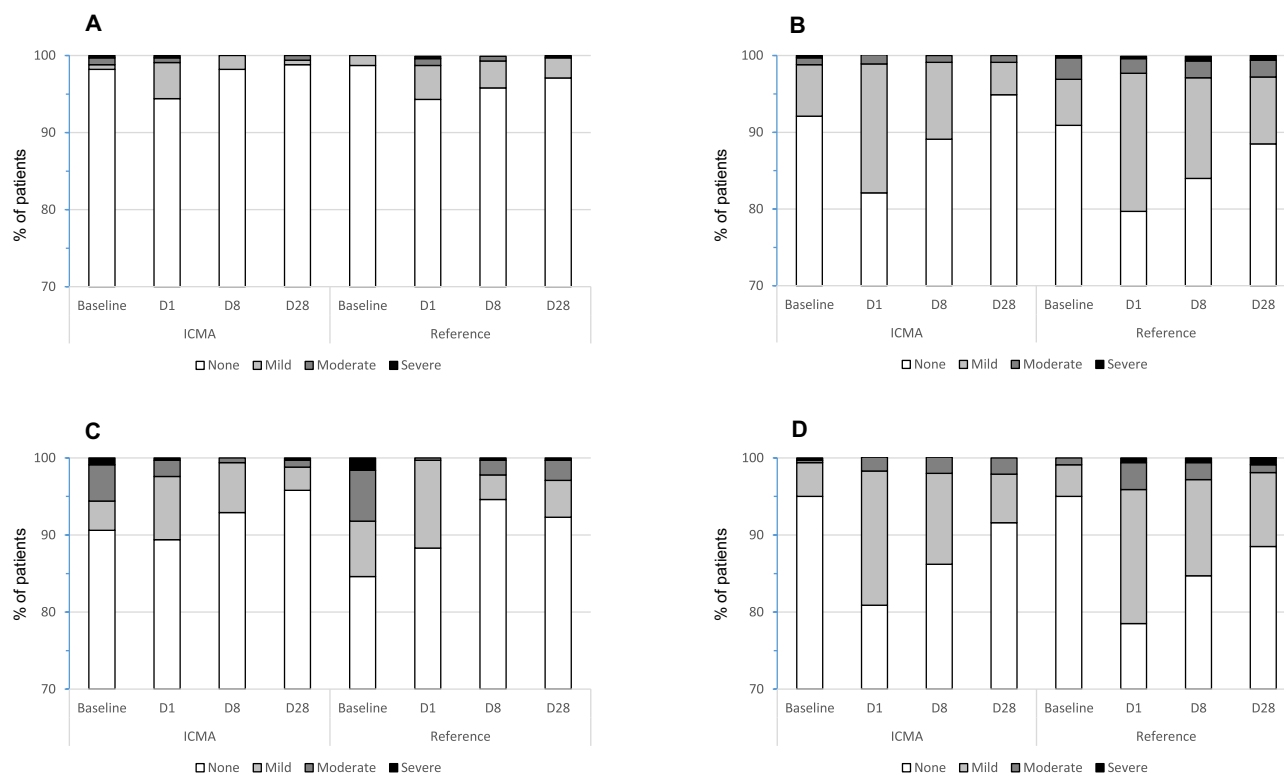 A
100
90
80
70
% of patients
Baseline D1 D8 D28 Baseline D1 D8 D28
ICMA Reference
None Mild Moderate Severe
B
100
90
80
70
% of patients
Baseline D1 D8 D28 Baseline D1 D8 D28
ICMA Reference
None Mild Moderate Severe
C
100
90
80
70
% of patients
Baseline D1 D8 D28 Baseline D1 D8 D28
ICMA Reference
None Mild Moderate Severe
D
100
90
80
70
% of patients
Baseline D1 D8 D28 Baseline D1 D8 D28
ICMA Reference
None Mild Moderate Severe